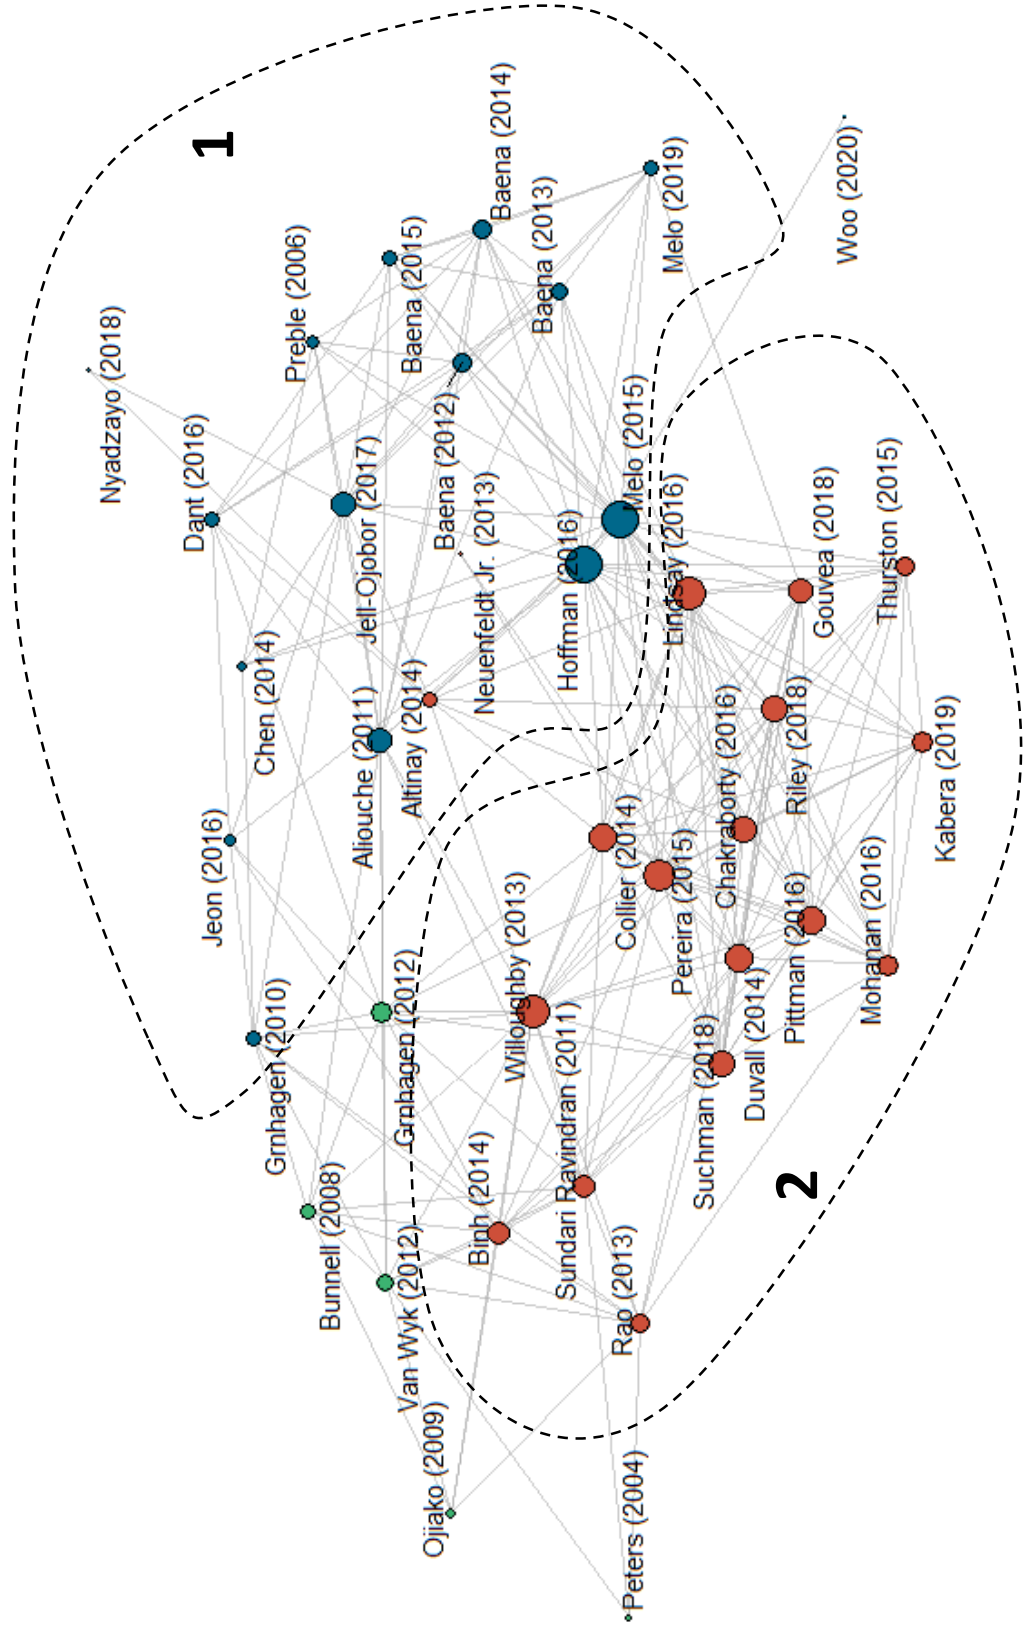 1
Nyadzayo (2018)
Dant (2016)
Preble (2006)
Baena (2015)
Baena (2014)
Baena (2013)
Melo (2019)
Woo (2020)
Jeon (2016)
Chen (2014)
Jell-Ojobor (2017)
Baena (2012)
Neuenfeldt Jr. (2013)
Hoffman (2016)
Melo (2015)
Aliouche (2011)
Altinay (2014)
Lindsay (2016)
Gouvea (2018)
Thurston (2015)
Grnhagen (2010)
Grnhagen (2012)
Willoughby (2013)
Collier (2014)
Pereira (2015)
Chakraborty (2016)
Riley (2018)
Kabera (2019)
Bunnell (2008)
Van Wyk (2012)
Binh (2014)
Sundari Ravindran (2011)
Suchman (2018)
Duvall (2014)
Pittman (2016)
Mohanan (2016)
Ojiako (2009)
Rao (2013)
Peters (2004)
2